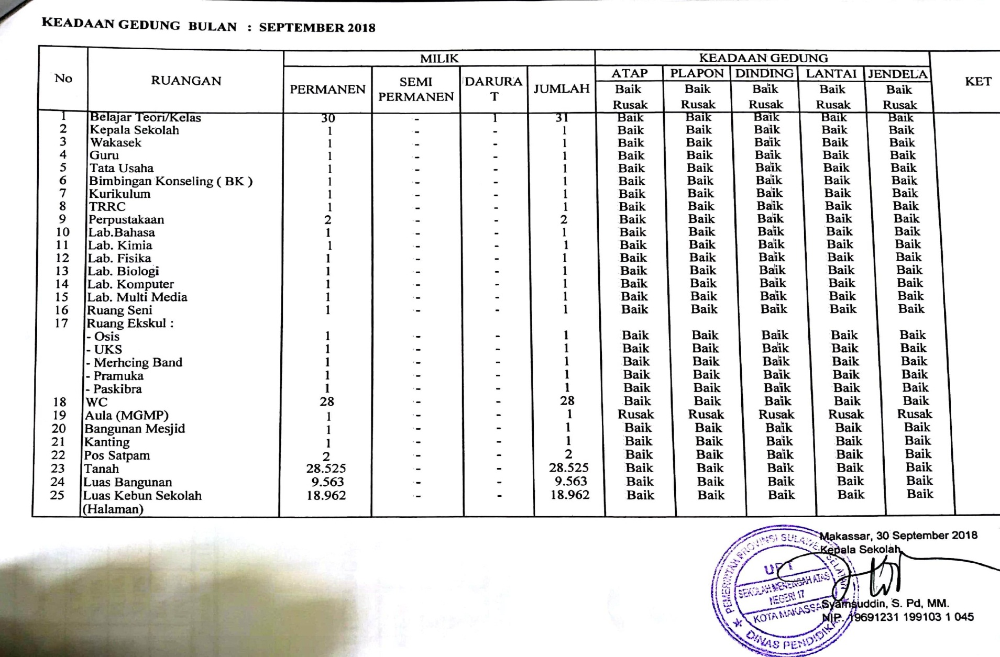 KEADAAN GEDUNG BULAN : SEPTEMBER 2018
No RUANGAN MILIK KEADAAN GEDUNG KET
PERMANEN SEMI PERMANEN DARURA T JUMLAH ATAP PLAPON DINDING LANTAI JENDELA
Baik Baik Baik Baik Baik
Rusak Rusak Rusak Rusak Rusak
1 Belajar Teori/Kelas 30 - 1 31 Baik Baik Baik Baik Baik
2 Kepala Sekolah 1 - - 1 Baik Baik Baik Baik Baik
3 Wakasek 1 - - 1 Baik Baik Baik Baik Baik
4 Guru 1 - - 1 Baik Baik Baik Baik Baik
5 Tata Usaha 1 - - 1 Baik Baik Baik Baik Baik
6 Bimbingan Konseling ( BK ) 1 - - 1 Baik Baik Baik Baik Baik
7 Kurikulum 1 - - 1 Baik Baik Baik Baik Baik
8 TRRC 1 - - 1 Baik Baik Baik Baik Baik
9 Perpustakaan 2 - - 2 Baik Baik Baik Baik Baik
10 Lab.Bahasa 1 - - 1 Baik Baik Baik Baik Baik
11 Lab. Kimia 1 - - 1 Baik Baik Baik Baik Baik
12 Lab. Fisika 1 - - 1 Baik Baik Baik Baik Baik
13 Lab. Biologi 1 - - 1 Baik Baik Baik Baik Baik
14 Lab. Komputer 1 - - 1 Baik Baik Baik Baik Baik
15 Lab. Multi Media 1 - - 1 Baik Baik Baik Baik Baik
16 Ruang Seni 1 - - 1 Baik Baik Baik Baik Baik
17 Ruang Ekskul :
- Osis 1 - - 1 Baik Baik Baik Baik Baik
- UKS 1 - - 1 Baik Baik Baik Baik Baik
- Merhcing Band 1 - - 1 Baik Baik Baik Baik Baik
- Pramuka 1 - - 1 Baik Baik Baik Baik Baik
- Paskibra 1 - - 1 Baik Baik Baik Baik Baik
18 WC 28 - - 28 Baik Baik Baik Baik Baik
19 Aula (MGMP) 1 - - 1 Rusak Rusak Rusak Rusak Rusak
20 Bangunan Mesjid 1 - - 1 Baik Baik Baik Baik Baik
21 Kanting 1 - - 1 Baik Baik Baik Baik Baik
22 Pos Satpam 2 - - 2 Baik Baik Baik Baik Baik
23 Tanah 28.525 - - 28.525 Baik Baik Baik Baik Baik
24 Luas Bangunan 9.563 - - 9.563 Baik Baik Baik Baik Baik
25 Luas Kebun Sekolah 18.962 - - 18.962 Baik Baik Baik Baik Baik
(Halaman)
Makassar, 30 September 2018
Kepala Sekolah
PEMERINTAH PROVINSI SULAWESI SELATAN
UPT
SEKOLAH MENENGAH ATAS
NEGERI 17
KOTA MAKASSAR
DINAS PENDIDIKAN
Syamsuddin, S. Pd, MM.
NIP. 19691231 199103 1 045